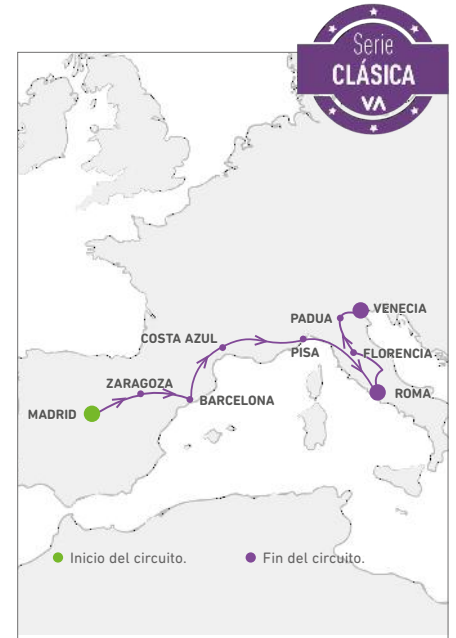 Serie
CLÁSICA
VA
VENECIA
PADUA
COSTA AZUL
PISA
FLORENCIA
ZARAGOZA
ROMA
BARCELONA
MADRID
Inicio del circuito.
Fin del circuito.